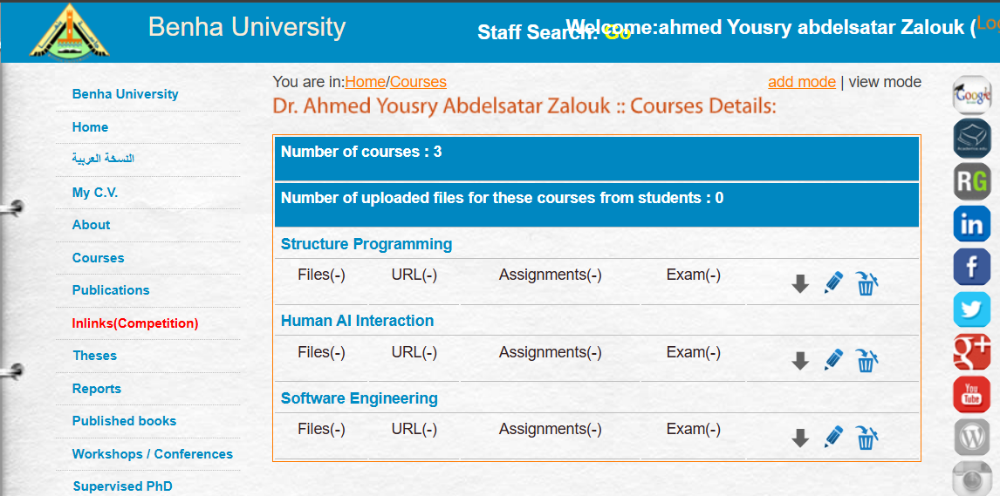 Benha University
Staff Search: Go
Welcome:ahmed Yousry abdelsatar Zalouk (
You are in:Home/Courses
add mode | view mode
Dr. Ahmed Yousry Abdelsatar Zalouk :: Courses Details:
Benha University
Home
النسخة العربية
My C.V.
About
Courses
Publications
Inlinks(Competition)
Theses
Reports
Published books
Workshops / Conferences
Supervised PhD
Number of courses : 3
Number of uploaded files for these courses from students : 0
Structure Programming
Files(-) URL(-) Assignments(-) Exam(-)
Human AI Interaction
Files(-) URL(-) Assignments(-) Exam(-)
Software Engineering
Files(-) URL(-) Assignments(-) Exam(-)
Google
Academia.edu
RG
in
f
g+
You
Tube
W